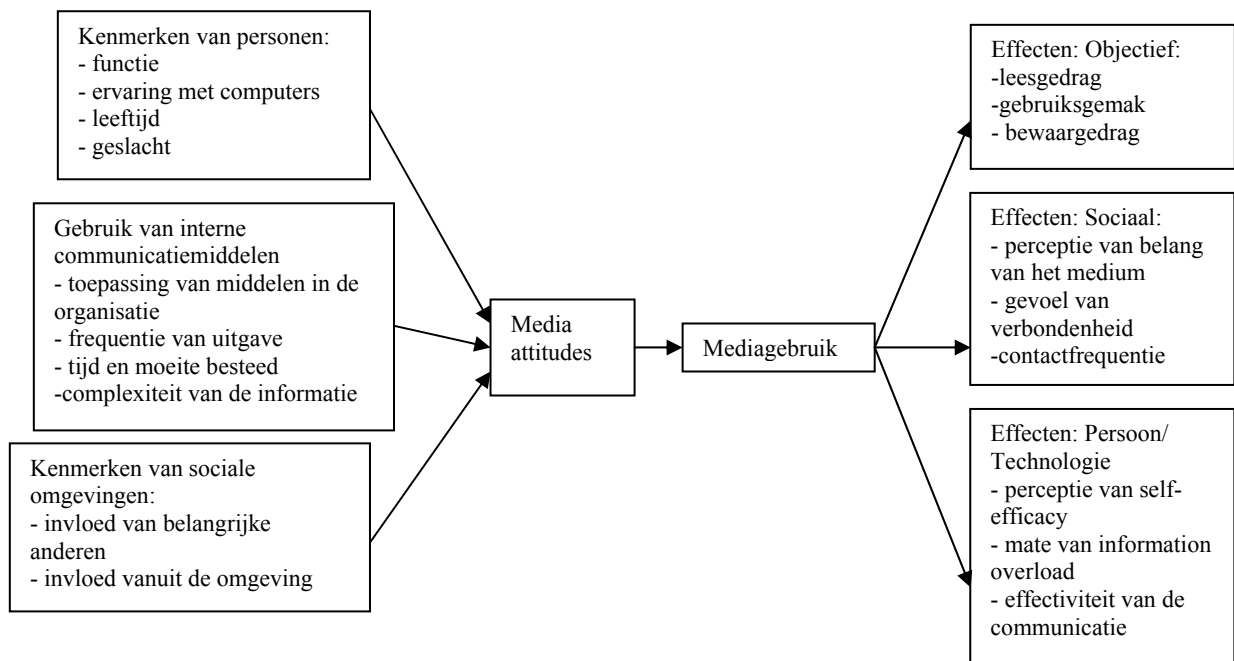 Kenmerken van personen:
- functie
- ervaring met computers
- leeftijd
- geslacht
Gebruik van interne
communicatiemiddelen
- toepassing van middelen in de
organisatie
- frequentie van uitgave
- tijd en moeite besteed
-complexiteit van de informatie
Kenmerken van sociale
omgevingen:
- invloed van belangrijke
anderen
- invloed vanuit de omgeving
Media
attitudes
Mediagebruik
Effecten: Objectief:
-leesgedrag
-gebruiksgemak
- bewaargedrag
Effecten: Sociaal:
- perceptie van belang
van het medium
- gevoel van
verbondenheid
-contactfrequentie
Effecten: Persoon/
Technologie
- perceptie van self-
efficacy
- mate van information
overload
- effectiviteit van de
communicatie